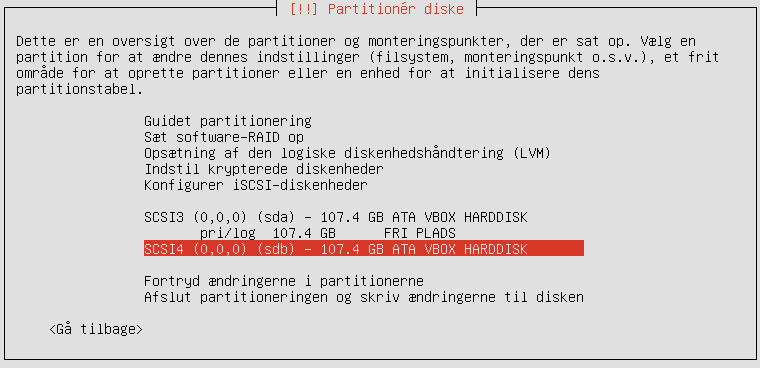 [!!] Partitionér diske
Dette er en oversigt over de partitioner og monteringspunkter, der er sat op. Vælg en
partition for at ændre dennes indstillinger (filsystem, monteringspunkt o.s.v.), et frit
område for at oprette partitioner eller en enhed for at initialisere dens
partitionstabel.
Guidet partitionering
Sæt software-RAID op
Opsætning af den logiske diskenhedshåndtering (LVM)
Indstil krypterede diskenheder
Konfigurer iSCSI-diskenheder
SCSI3 (0,0,0) (sda) - 107.4 GB ATA VBOX HARDDISK
pri/log 107.4 GB FRI PLADS
SCSI4 (0,0,0) (sdb) - 107.4 GB ATA VBOX HARDDISK
Fortryd ændringerne i partitionerne
Afslut partitioneringen og skriv ændringerne til disken
<Gå tilbage>